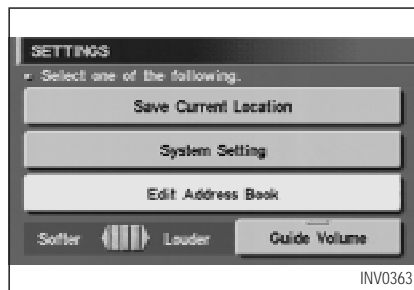 SETTINGS
Select one of the following.
Save Current Location
System Setting
Edit Address Book
Softer Louder Guide Volume
INV0363